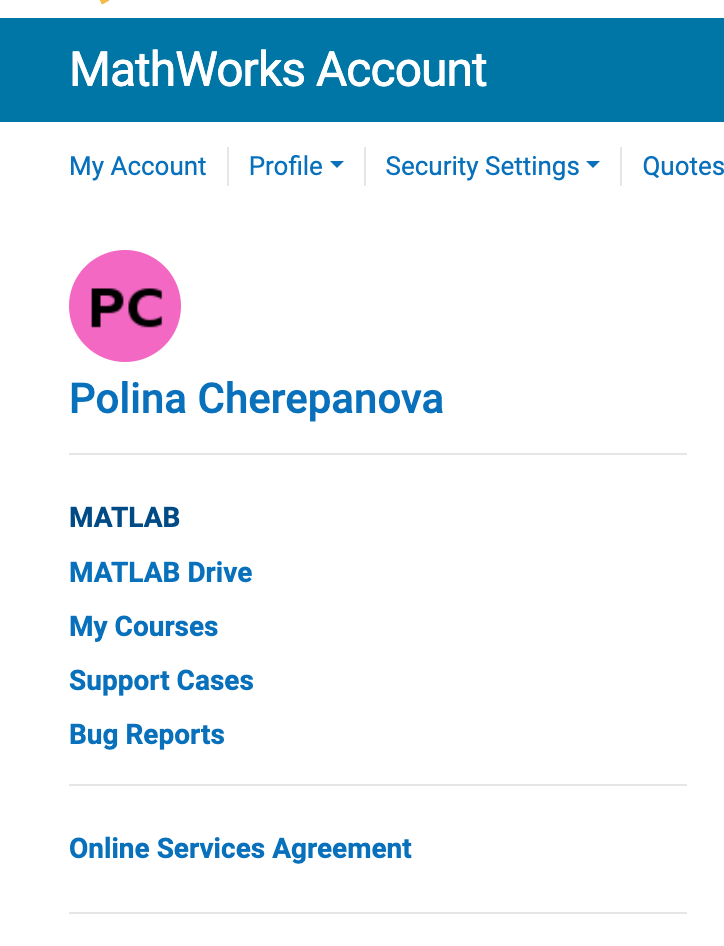 MathWorks Account
My Account Profile Security Settings Quotes
PC
Polina Cherepanova
MATLAB
MATLAB Drive
My Courses
Support Cases
Bug Reports
Online Services Agreement